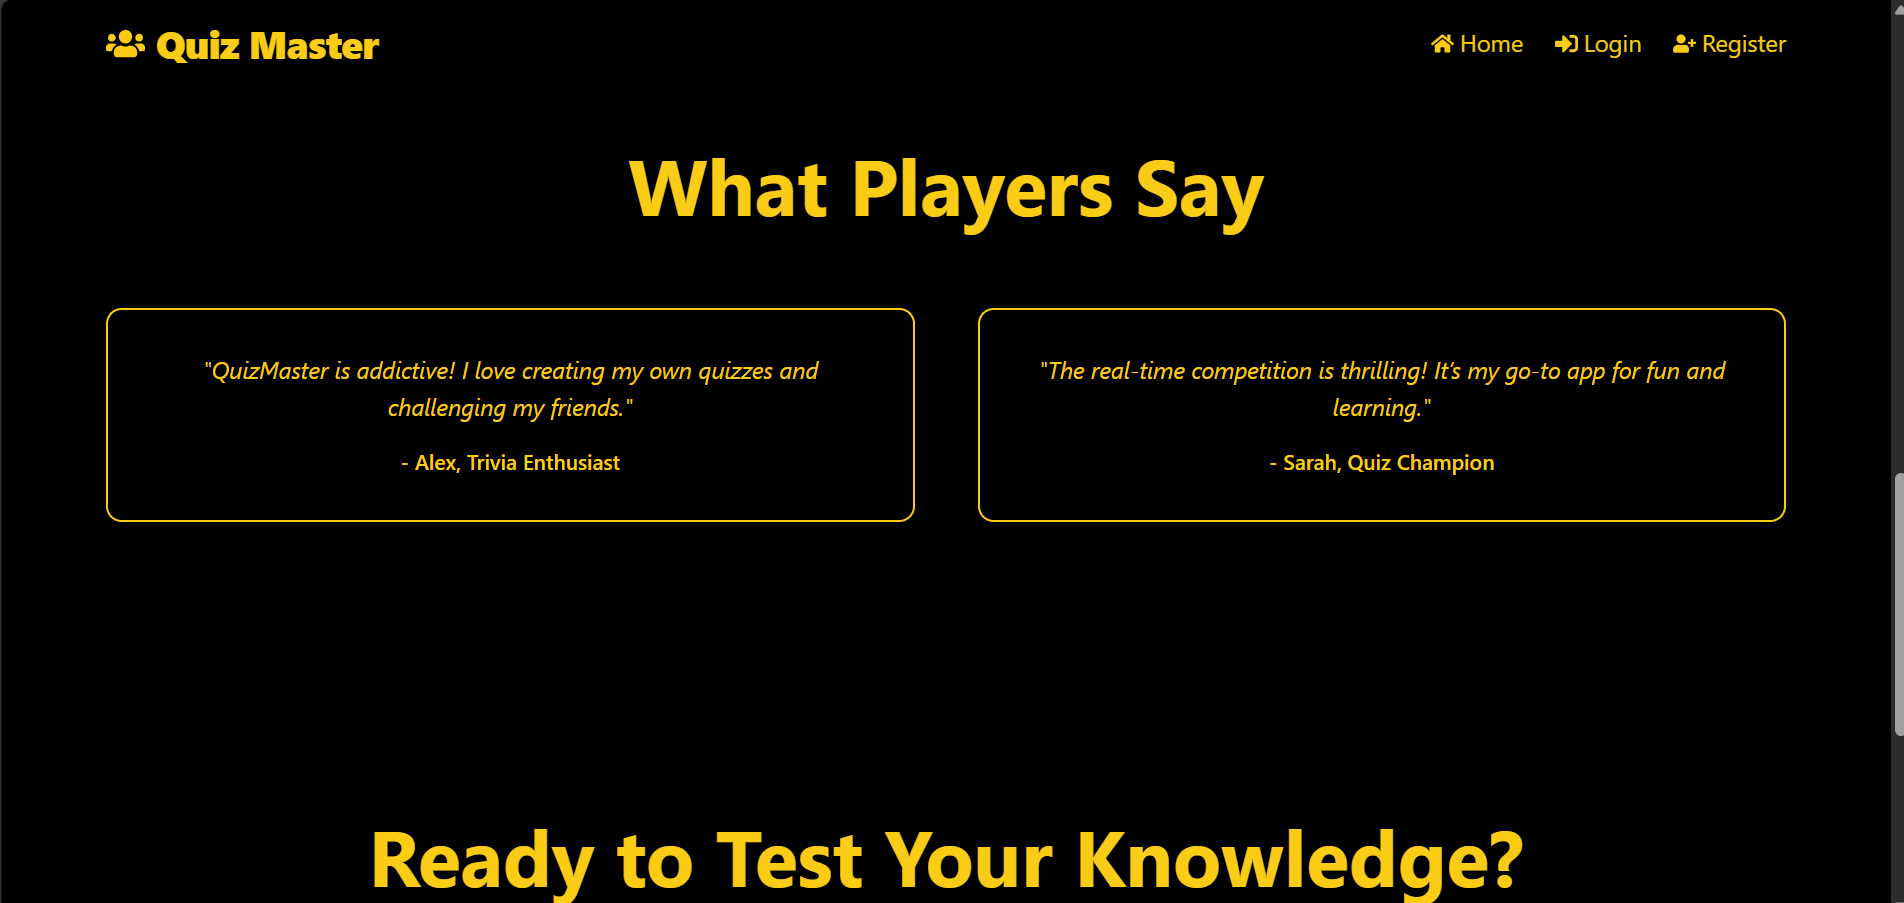 Quiz Master
Home
Login
Register
What Players Say
"QuizMaster is addictive! I love creating my own quizzes and
challenging my friends."
- Alex, Trivia Enthusiast
"The real-time competition is thrilling! It’s my go-to app for fun and
learning."
- Sarah, Quiz Champion
Ready to Test Your Knowledge?